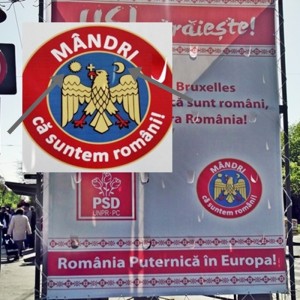 USL trăiește!
MÂNDRI
că suntem români!
Bruxelles
că sunt români,
România!
PSD
UNPR-PC
MÂNDRI
că suntem români!
România Puternică în Europa!